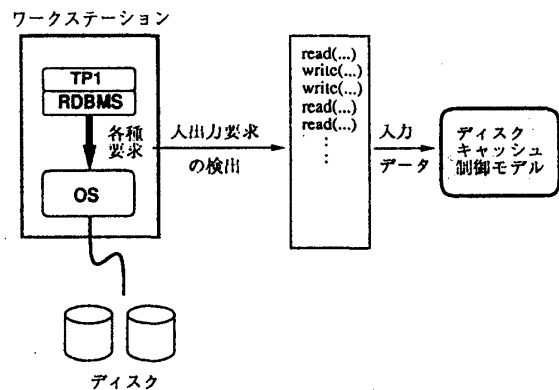 ワークステーション
TP1
RDBMS
各種
要求
OS
入出力要求
の検出
read(...)
write(...)
write(...)
read(...)
read(...)
入力
データ
ディスク
キャッシュ
制御モデル
ディスク